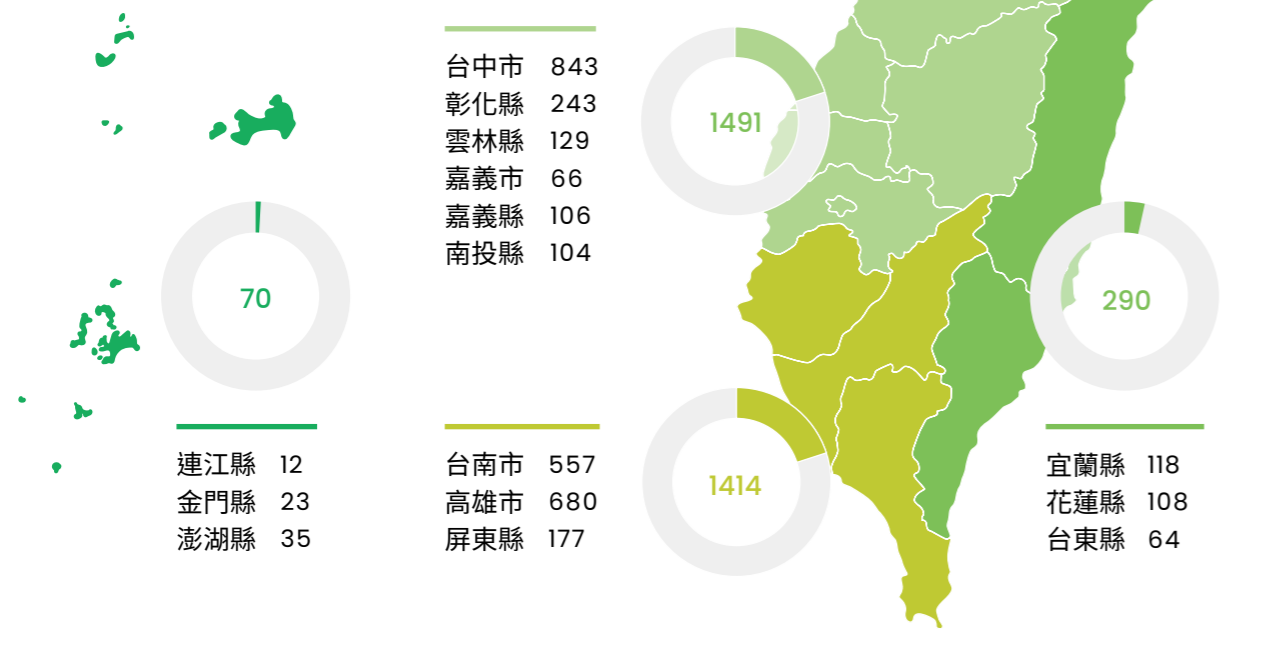 台中市 843
彰化縣 243
雲林縣 129
嘉義市 66
嘉義縣 106
南投縣 104
1491
70
290
連江縣 12
金門縣 23
澎湖縣 35
台南市 557
高雄市 680
屏東縣 177
1414
宜蘭縣 118
花蓮縣 108
台東縣 64